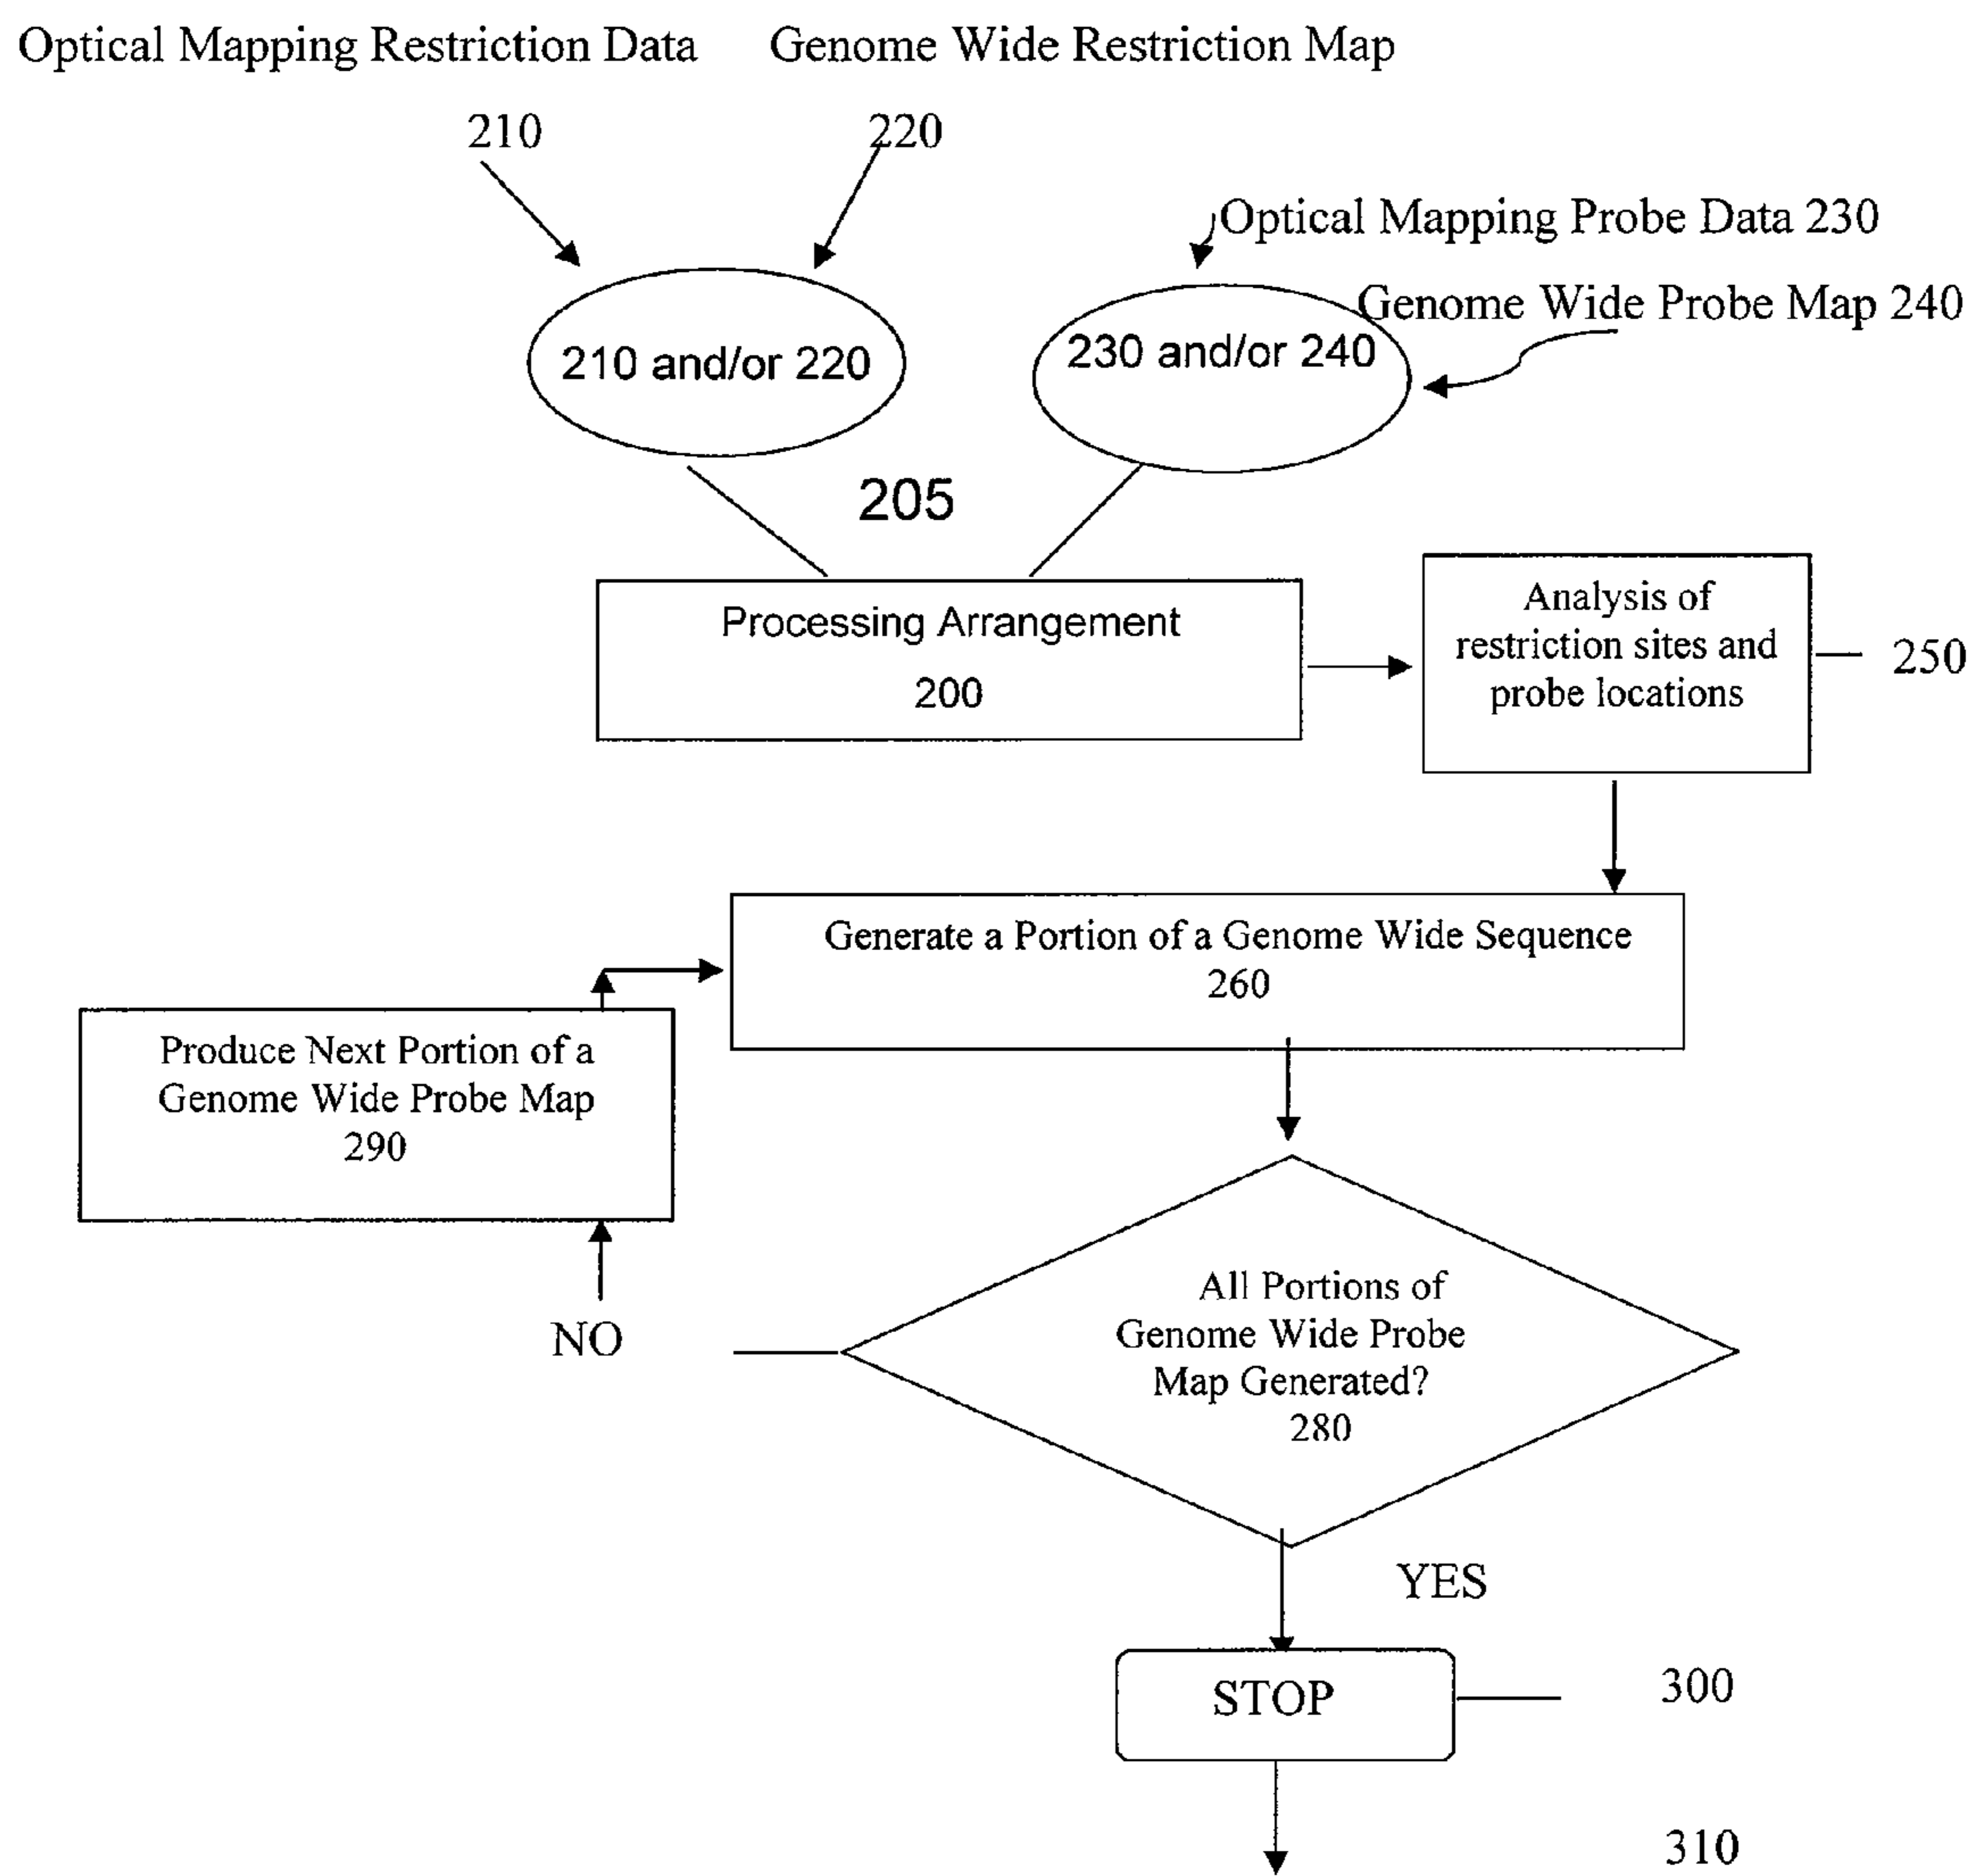 Optical Mapping Restriction Data
Genome Wide Restriction Map
210
220
Optical Mapping Probe Data 230
Genome Wide Probe Map 240
210 and/or 220
230 and/or 240
205
Processing Arrangement
200
Analysis of
restriction sites and
probe locations
250
Generate a Portion of a Genome Wide Sequence
260
Produce Next Portion of a
Genome Wide Probe Map
290
All Portions of
Genome Wide Probe
Map Generated?
280
NO
YES
STOP
300
310